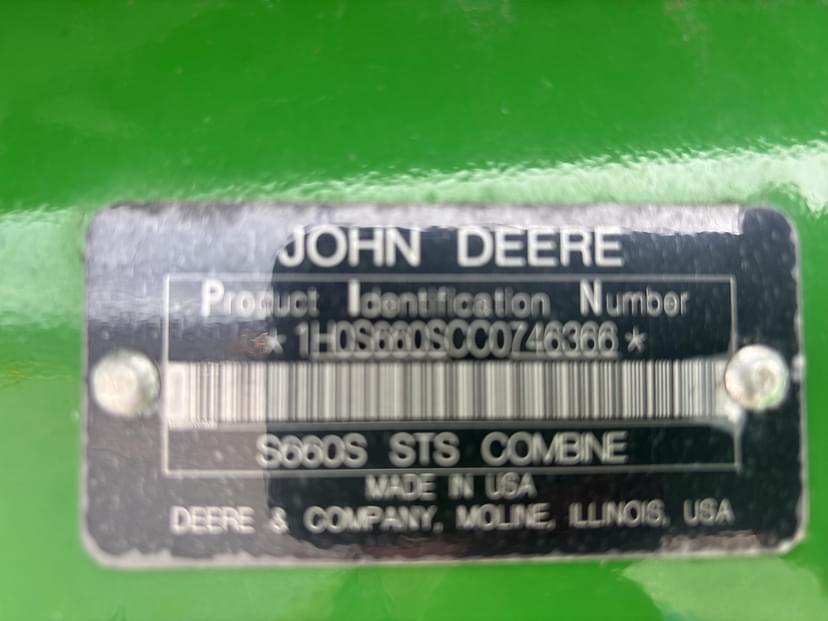 JOHN DEERE
Product Identification Number
*1H0S660SCC0746366*
S660S STS COMBINE
MADE IN USA
DEERE & COMPANY, MOLINE, ILLINOIS, USA